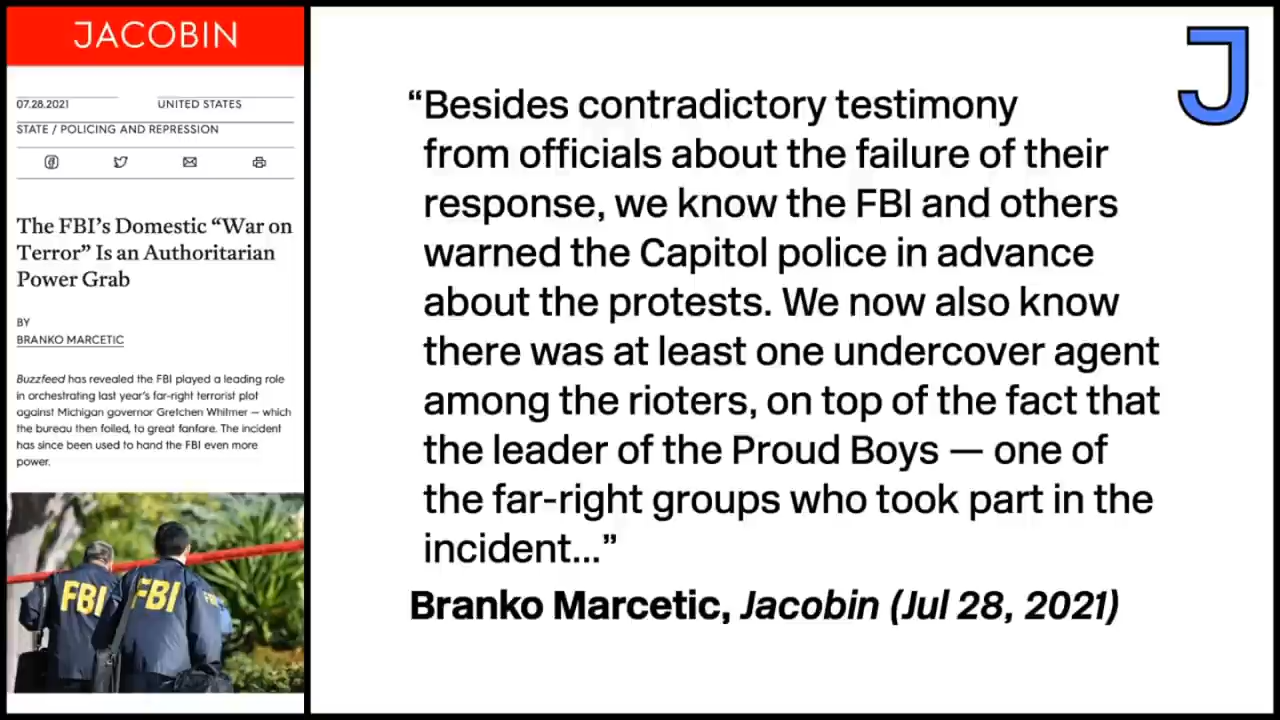 JACOBIN
07.28.2021
UNITED STATES
STATE / POLICING AND REPRESSION
The FBI’s Domestic “War on
Terror” Is an Authoritarian
Power Grab
BY
BRANKO MARCETIC
Buzzfeed has revealed the FBI played a leading role
in orchestrating last year’s far-right terrorist plot
against Michigan governor Gretchen Whitmer — which
the bureau then foiled, to great fanfare. The incident
has since been used to hand the FBI even more
power.
FBI
FBI
J
“Besides contradictory testimony
from officials about the failure of their
response, we know the FBI and others
warned the Capitol police in advance
about the protests. We now also know
there was at least one undercover agent
among the rioters, on top of the fact that
the leader of the Proud Boys — one of
the far-right groups who took part in the
incident...”
Branko Marcetic, Jacobin (Jul 28, 2021)